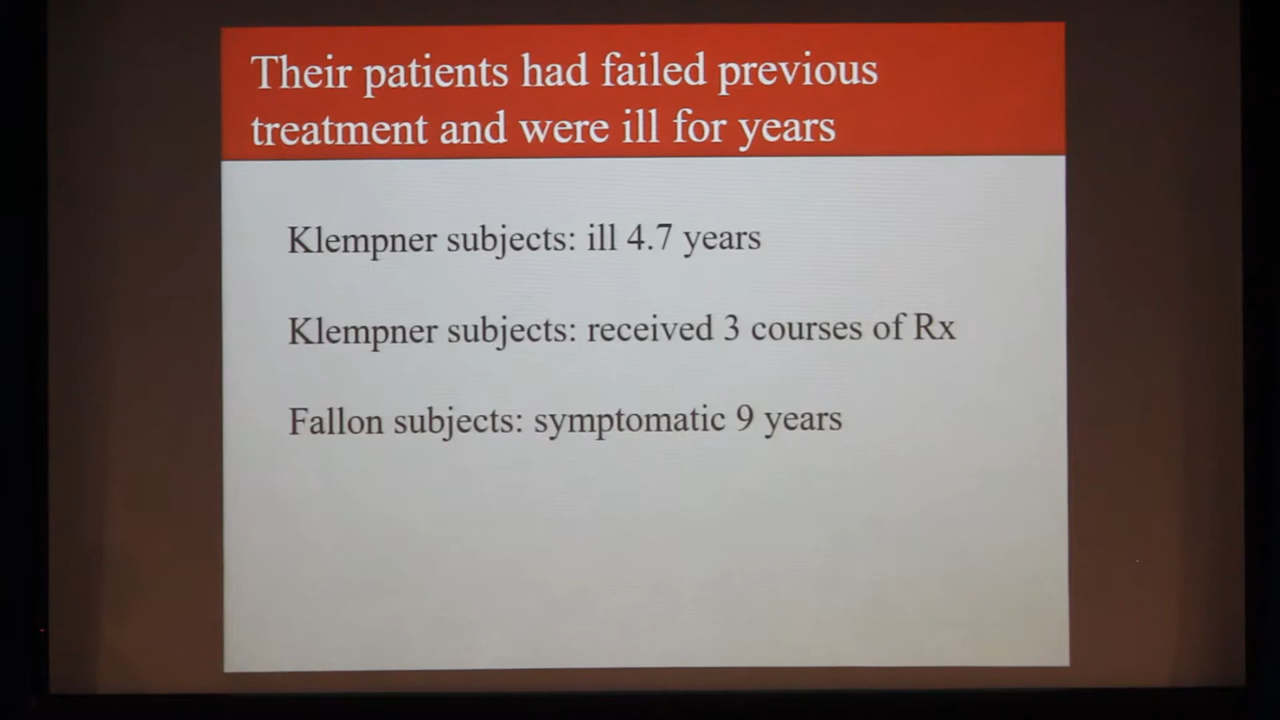 Their patients had failed previous
treatment and were ill for years
Klempner subjects: ill 4.7 years
Klempner subjects: received 3 courses of Rx
Fallon subjects: symptomatic 9 years